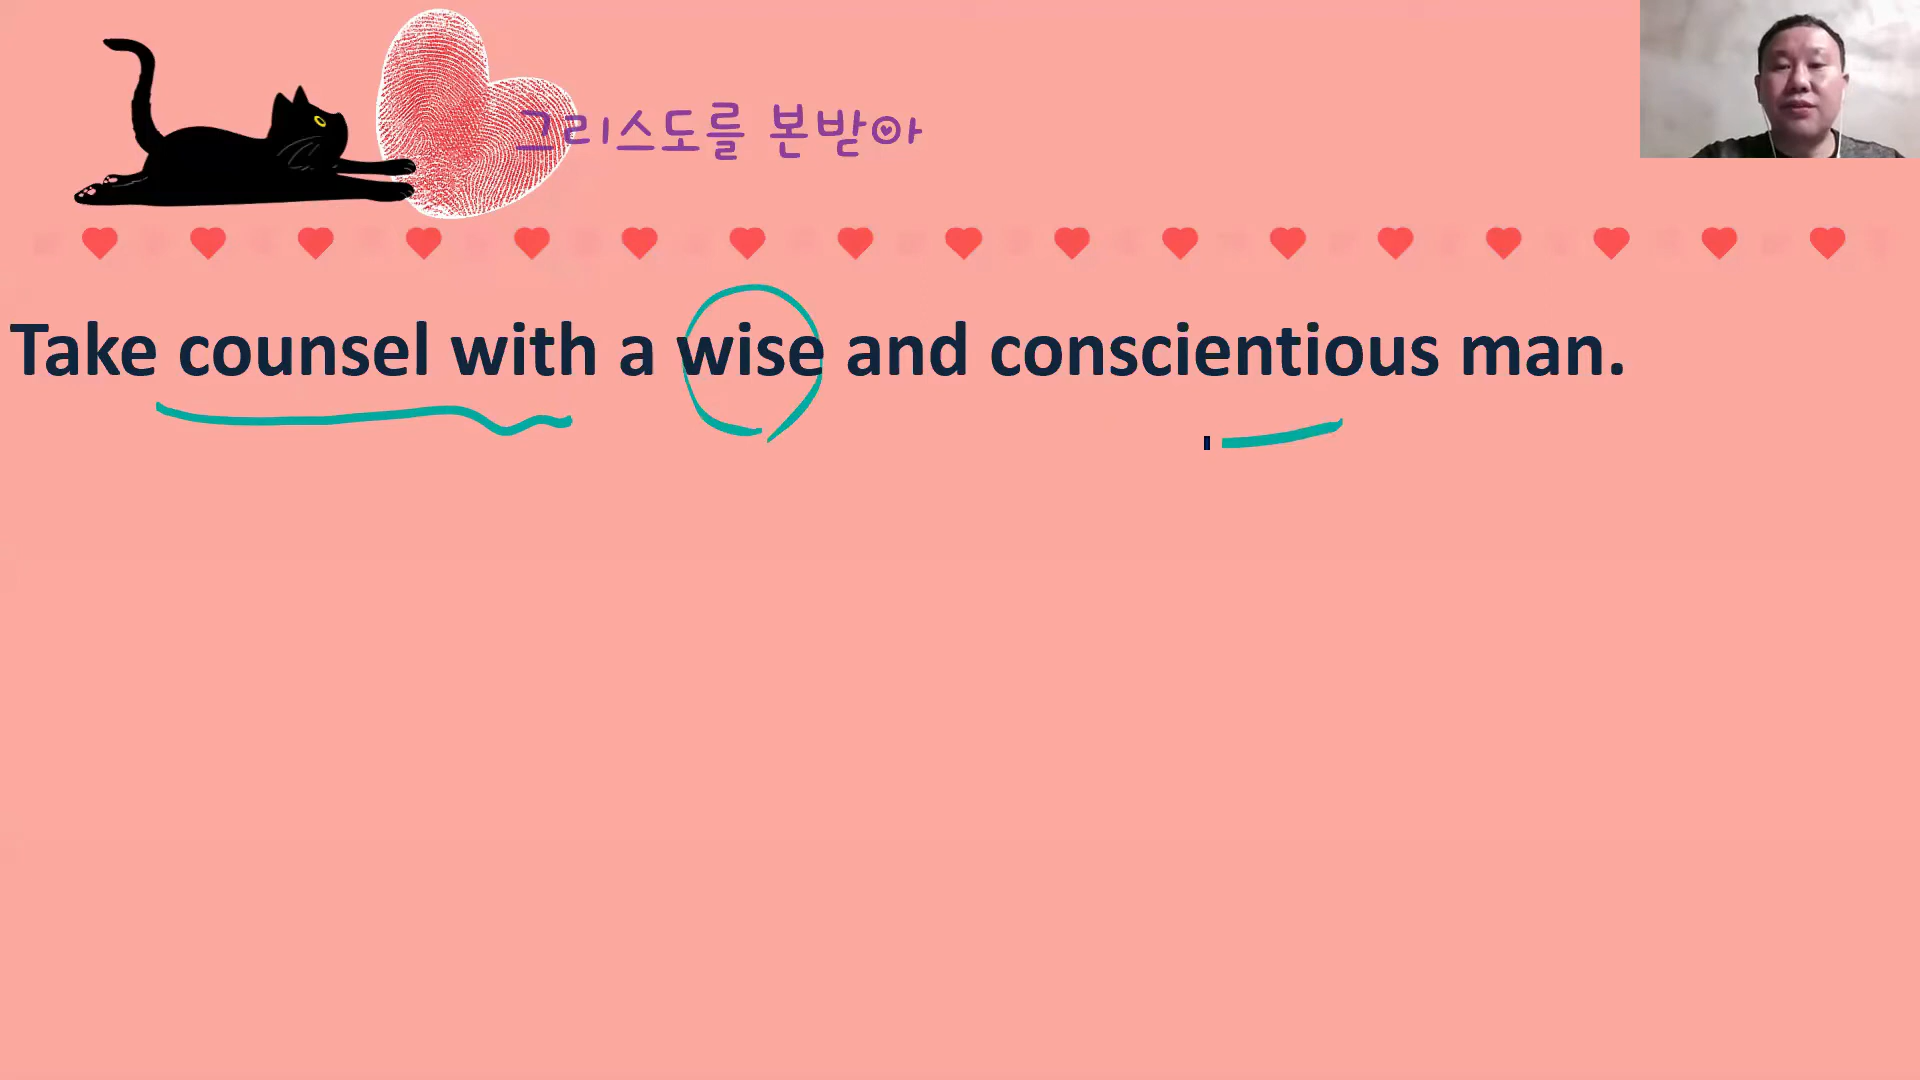 그리스도를 본받아
Take counsel with a wise and conscientious man.